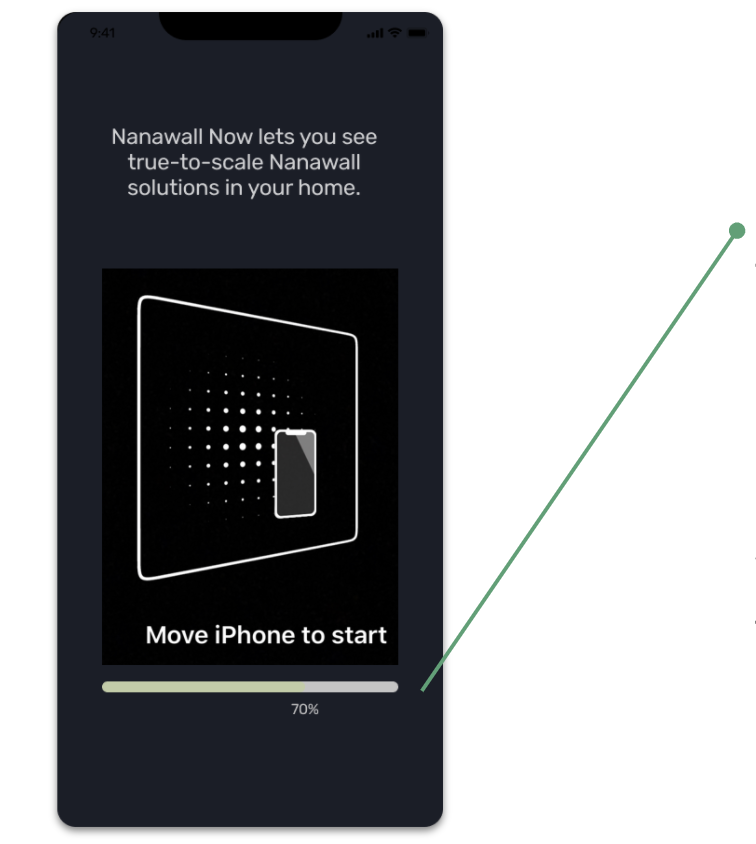 9:41
Nanawall Now lets you see
true-to-scale Nanawall
solutions in your home.
Move iPhone to start
70%